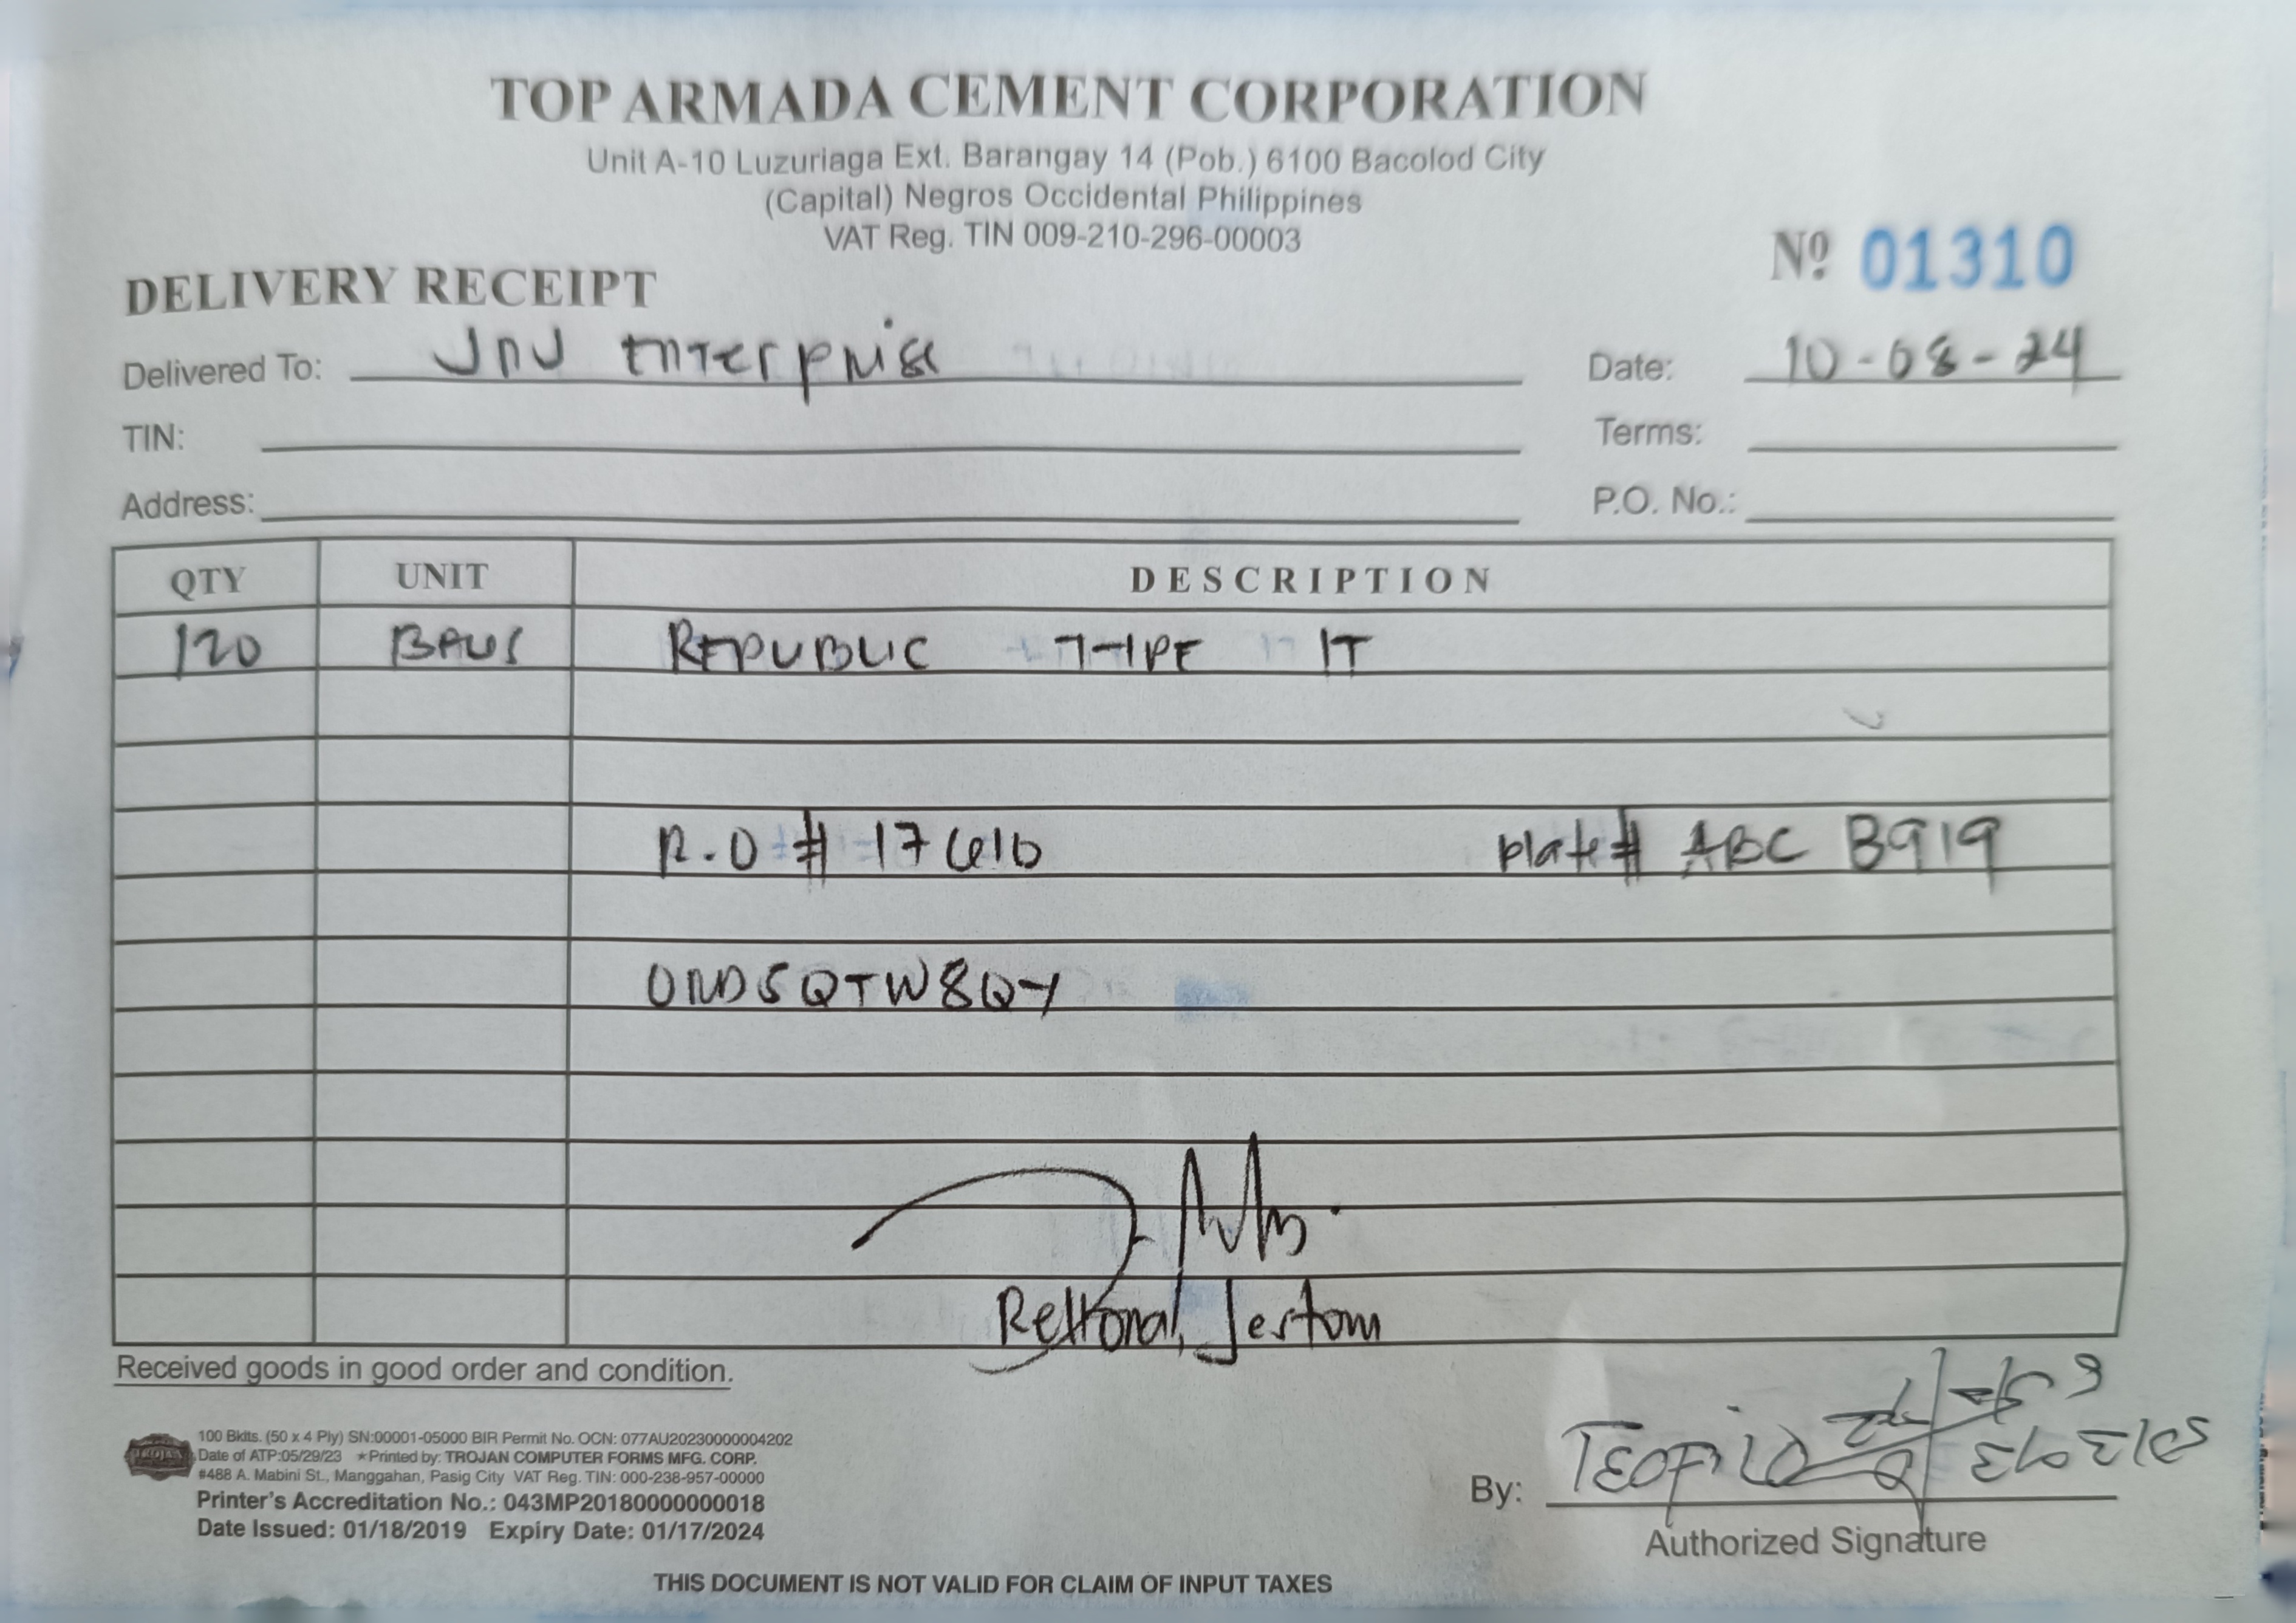 TOP ARMADA CEMENT CORPORATION
Unit A-10 Luzuriaga Ext. Barangay 14 (Pob.) 6100 Bacolod City
(Capital) Negros Occidental Philippines
VAT Reg. TIN 009-210-296-00003
Nº 01310
DELIVERY RECEIPT
Delivered To: JNJ Enterprise Date: 10-08-24
TIN: Terms:
Address: P.O. No.:
QTY UNIT DESCRIPTION
120 BAGS REPUBLIC TYPE IT
R.O # 17610 plate# ABC B919
0ND5QTW8QY
Jestom
Received goods in good order and condition.
100 Bklts. (50 x 4 Ply) SN:00001-05000 BIR Permit No. OCN: 077AU20230000004202
Date of ATP:05/29/23 ★Printed by: TROJAN COMPUTER FORMS MFG. CORP.
#488 A. Mabini St., Manggahan, Pasig City VAT Reg. TIN: 000-238-957-00000
Printer's Accreditation No.: 043MP20180000000018
Date Issued: 01/18/2019 Expiry Date: 01/17/2024
By: TEOFILO
Authorized Signature
THIS DOCUMENT IS NOT VALID FOR CLAIM OF INPUT TAXES